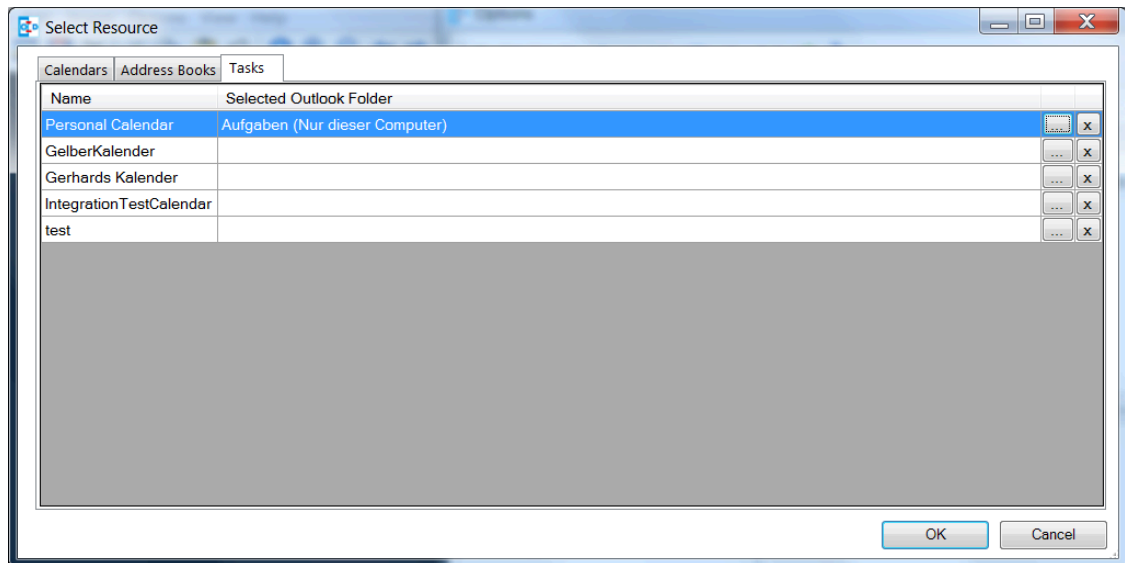 Select Resource
Calendars Address Books Tasks
Name Selected Outlook Folder
Personal Calendar Aufgaben (Nur dieser Computer) ... x
GelberKalender ... x
Gerhards Kalender ... x
IntegrationTestCalendar ... x
test ... x
OK Cancel